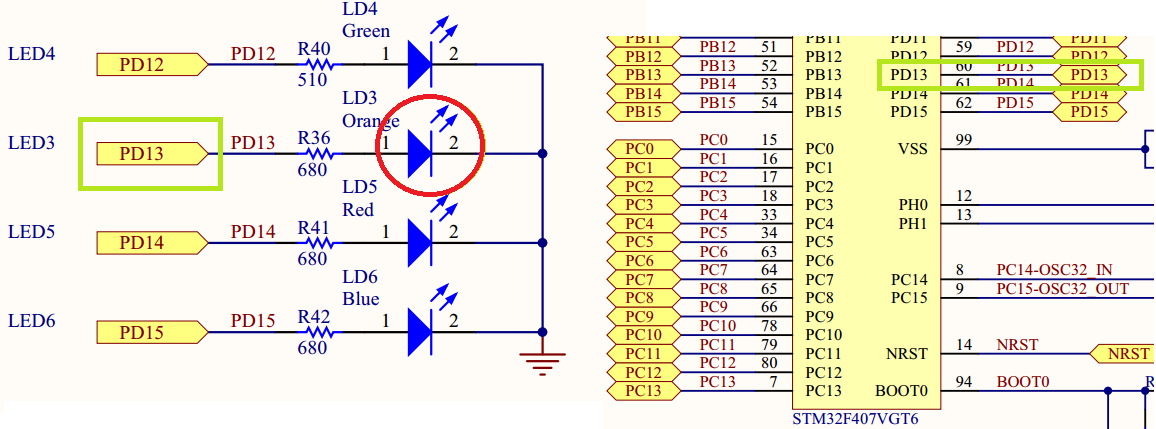 LD4
Green
LED4
PD12
PD12
R40
510
1
2
LD3
Orange
LED3
PD13
PD13
R36
680
1
2
LD5
Red
LED5
PD14
PD14
R41
680
1
2
LD6
Blue
LED6
PD15
PD15
R42
680
1
2
PB11
PB11
PB12
PB12
51
PB12
PB13
PB13
52
PB13
PB14
PB14
53
PB14
PB15
PB15
54
PB15
PC0
PC0
15
PC0
PC1
PC1
16
PC1
PC2
PC2
17
PC2
PC3
PC3
18
PC3
PC4
PC4
33
PC4
PC5
PC5
34
PC5
PC6
PC6
63
PC6
PC7
PC7
64
PC7
PC8
PC8
65
PC8
PC9
PC9
66
PC9
PC10
PC10
78
PC10
PC11
PC11
79
PC11
PC12
PC12
80
PC12
PC13
PC13
7
PC13
PD11
PD11
PD12
59
PD12
PD12
PD13
60
PD13
PD13
PD14
61
PD14
PD14
PD15
62
PD15
PD15
VSS
99
PH0
12
PH1
13
PC14
8
PC14-OSC32_IN
PC15
9
PC15-OSC32_OUT
NRST
14
NRST
NRST
BOOT0
94
BOOT0
R
STM32F407VGT6